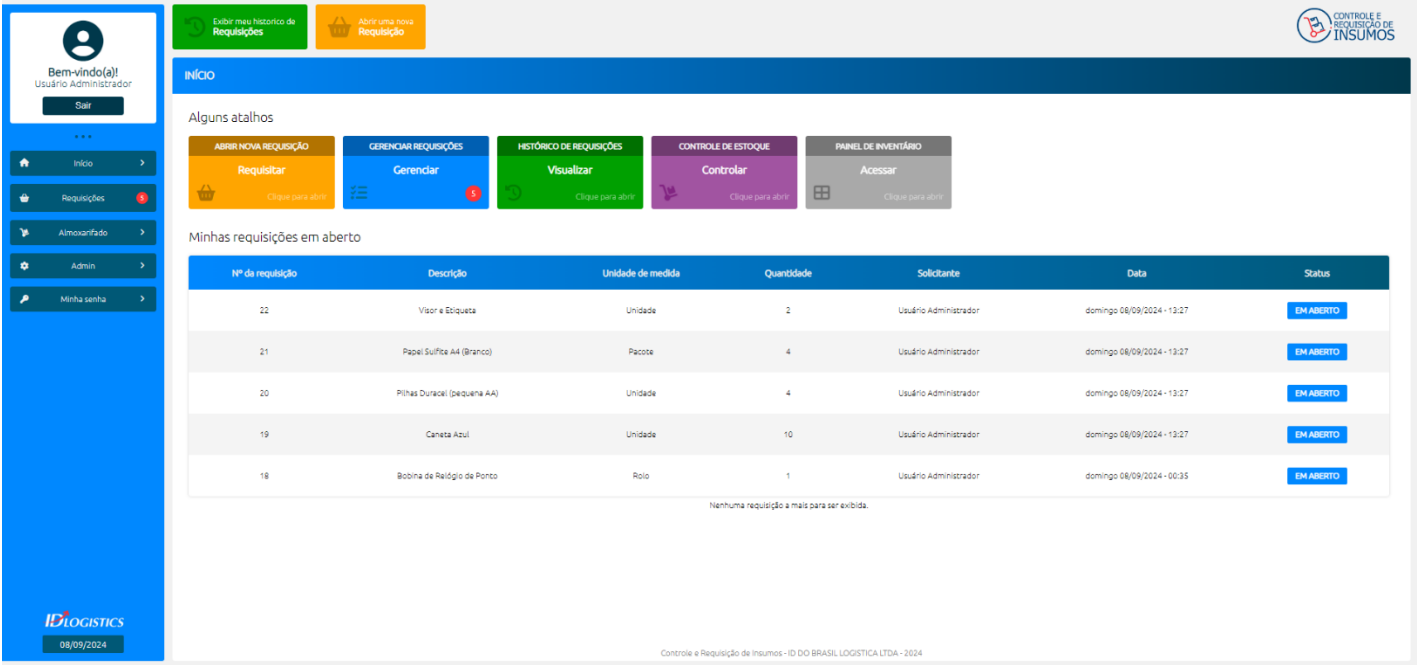 Bem-vindo(a)!
Usuário Administrador
Sair
Início
Requisições 5
Almoxarifado
Admin
Minha senha
IDLOGISTICS
08/09/2024
Exibir meu historico de
Requisições
Abrir uma nova
Requisição
CONTROLE E
REQUISIÇÃO DE
INSUMOS
INÍCIO
Alguns atalhos
ABRIR NOVA REQUISIÇÃO
Requisitar
Clique para abrir
GERENCIAR REQUISIÇÕES
Gerenciar
5
HISTÓRICO DE REQUISIÇÕES
Visualizar
Clique para abrir
CONTROLE DE ESTOQUE
Controlar
Clique para abrir
PAINEL DE INVENTÁRIO
Acessar
Clique para abrir
Minhas requisições em aberto
Nº da requisição Descrição Unidade de medida Quantidade Solicitante Data Status
22 Visor e Etiqueta Unidade 2 Usuário Administrador domingo 08/09/2024 - 13:27 EM ABERTO
21 Papel Sulfite A4 (Branco) Pacote 4 Usuário Administrador domingo 08/09/2024 - 13:27 EM ABERTO
20 Pilhas Duracel (pequena AA) Unidade 4 Usuário Administrador domingo 08/09/2024 - 13:27 EM ABERTO
19 Caneta Azul Unidade 10 Usuário Administrador domingo 08/09/2024 - 13:27 EM ABERTO
18 Bobina de Relógio de Ponto Rolo 1 Usuário Administrador domingo 08/09/2024 - 00:35 EM ABERTO
Nenhuma requisição a mais para ser exibida.
Controle e Requisição de Insumos - ID DO BRASIL LOGISTICA LTDA - 2024